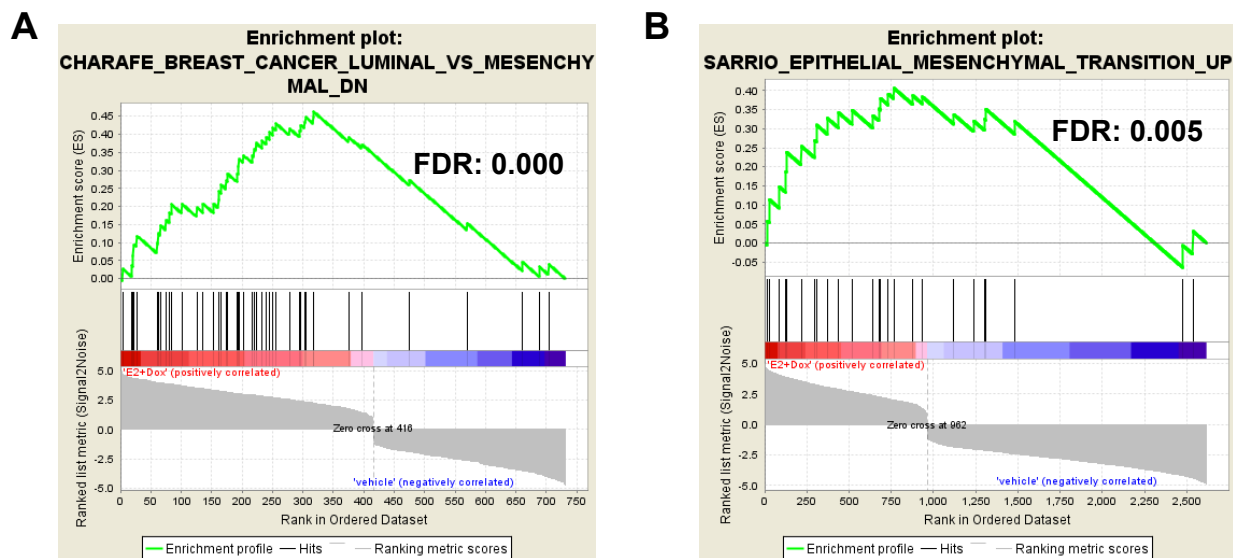 A
Enrichment plot:
CHARAFE_BREAST_CANCER_LUMINAL_VS_MESENCHY
MAL_DN
Enrichment score (ES)
0.45
0.40
0.35
0.30
0.25
0.20
0.15
0.10
0.05
0.00
FDR: 0.000
Ranked list metric (Signal2Noise)
5.0
2.5
0.0
-2.5
-5.0
'E2+Dox' (positively correlated)
Zero cross at 416
'vehicle' (negatively correlated)
0 50 100 150 200 250 300 350 400 450 500 550 600 650 700 750
Rank in Ordered Dataset
Enrichment profile Hits Ranking metric scores
B
Enrichment plot:
SARRIO_EPITHELIAL_MESENCHYMAL_TRANSITION_UP
Enrichment score (ES)
0.40
0.35
0.30
0.25
0.20
0.15
0.10
0.05
0.00
-0.05
FDR: 0.005
Ranked list metric (Signal2Noise)
5.0
2.5
0.0
-2.5
-5.0
'E2+Dox' (positively correlated)
Zero cross at 962
'vehicle' (negatively correlated)
0 250 500 750 1,000 1,250 1,500 1,750 2,000 2,250 2,500
Rank in Ordered Dataset
Enrichment profile Hits Ranking metric scores